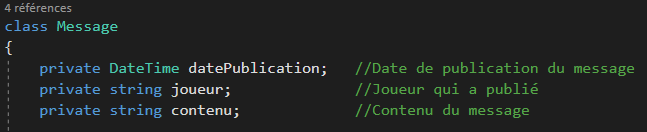 4 références
class Message
{
private DateTime datePublication; //Date de publication du message
private string joueur; //Joueur qui a publié
private string contenu; //Contenu du message